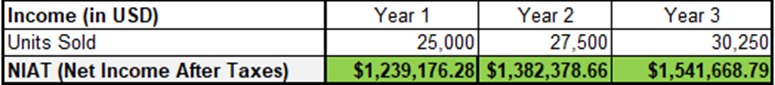 Income (in USD) Year 1 Year 2 Year 3
Units Sold 25,000 27,500 30,250
NIAT (Net Income After Taxes) $1,239,176.28 $1,382,378.66 $1,541,668.79